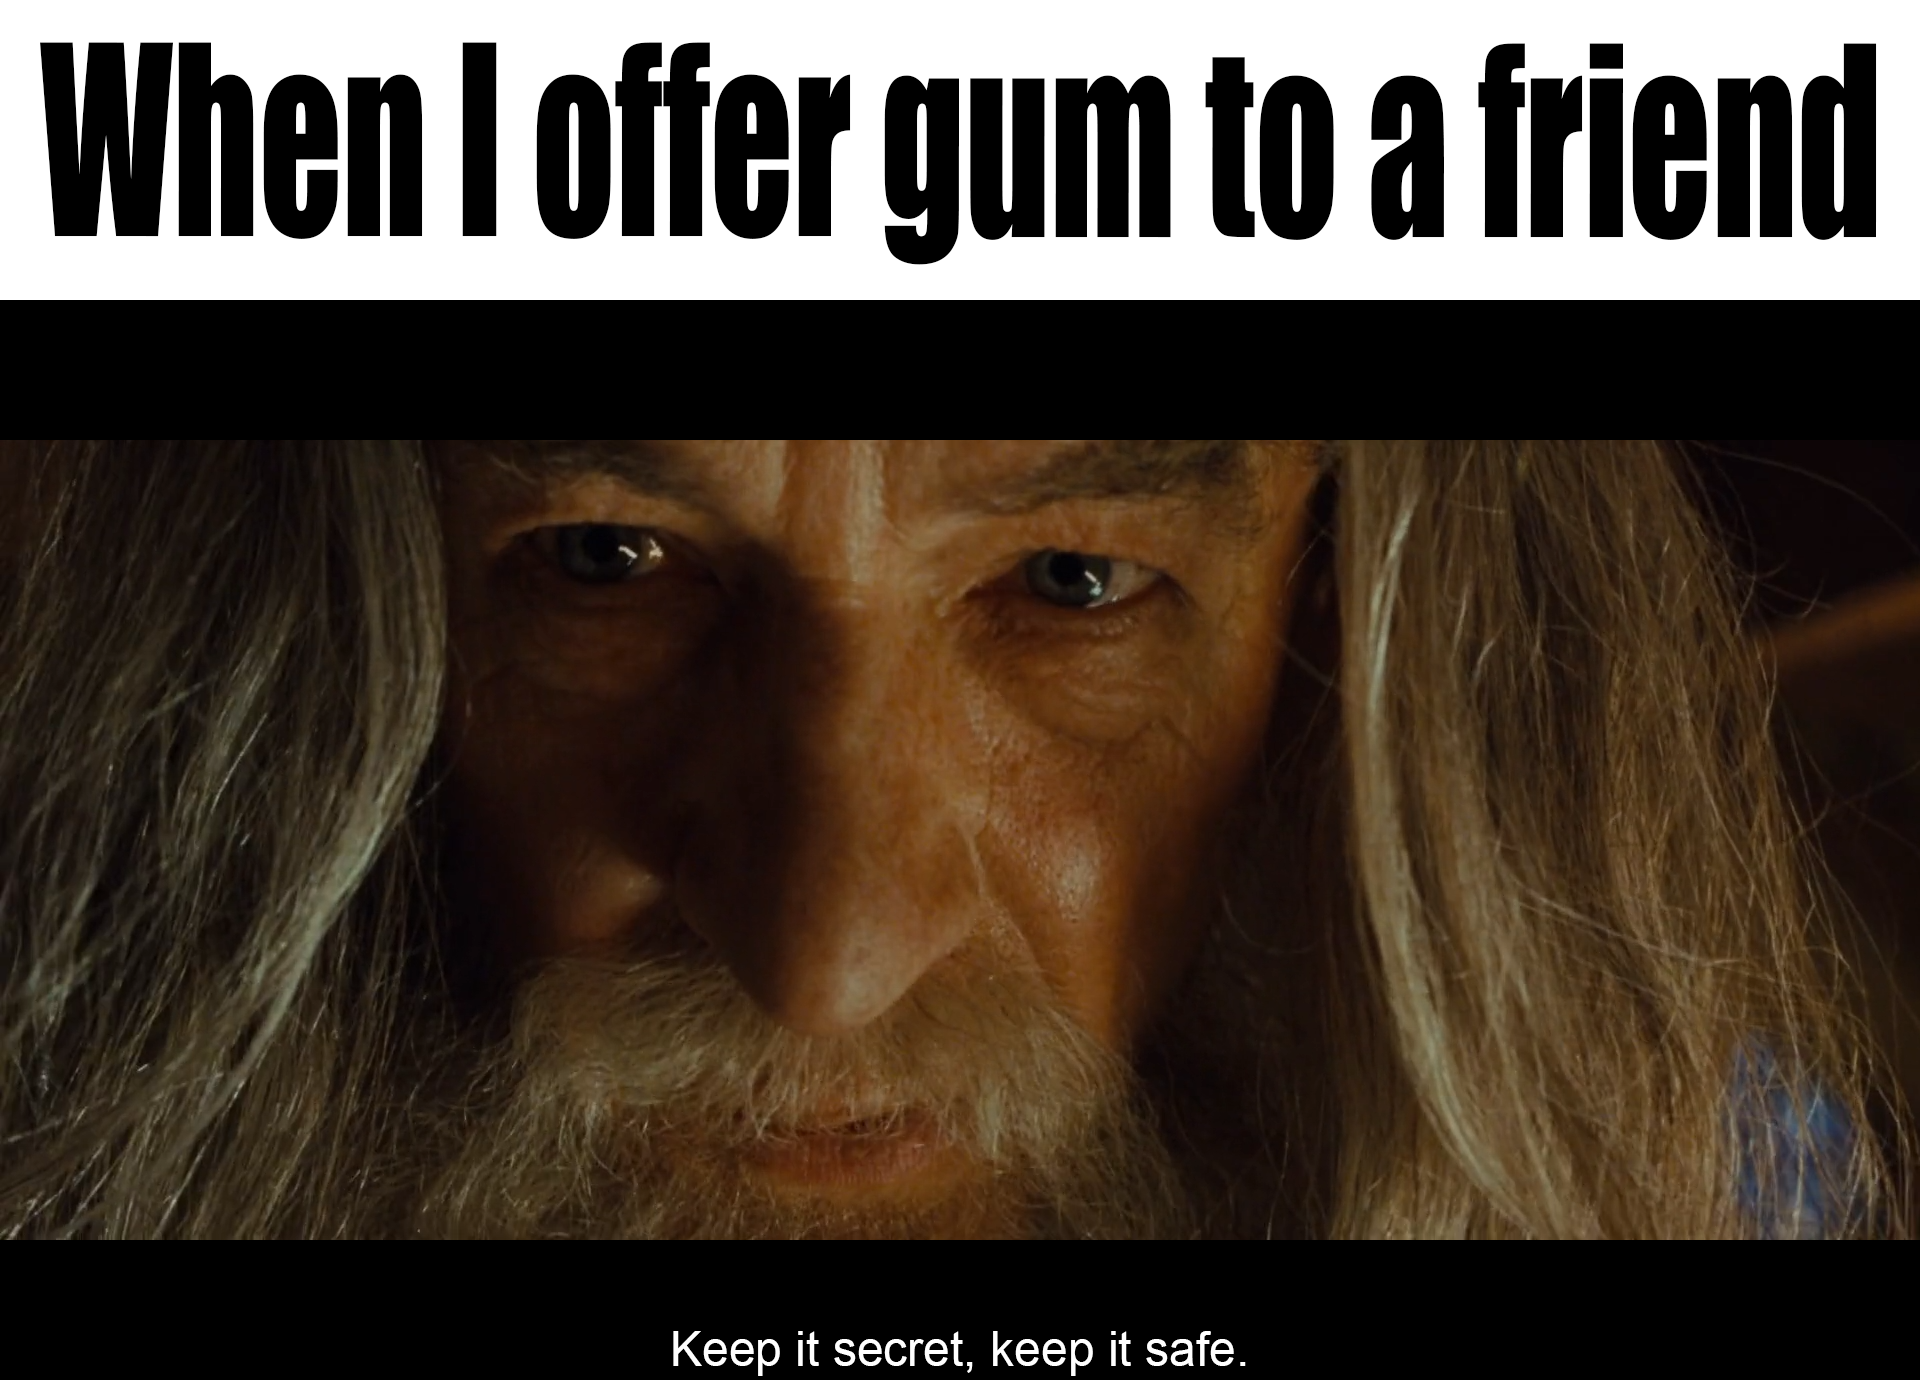 When I offer gum to a friend
Keep it secret, keep it safe.